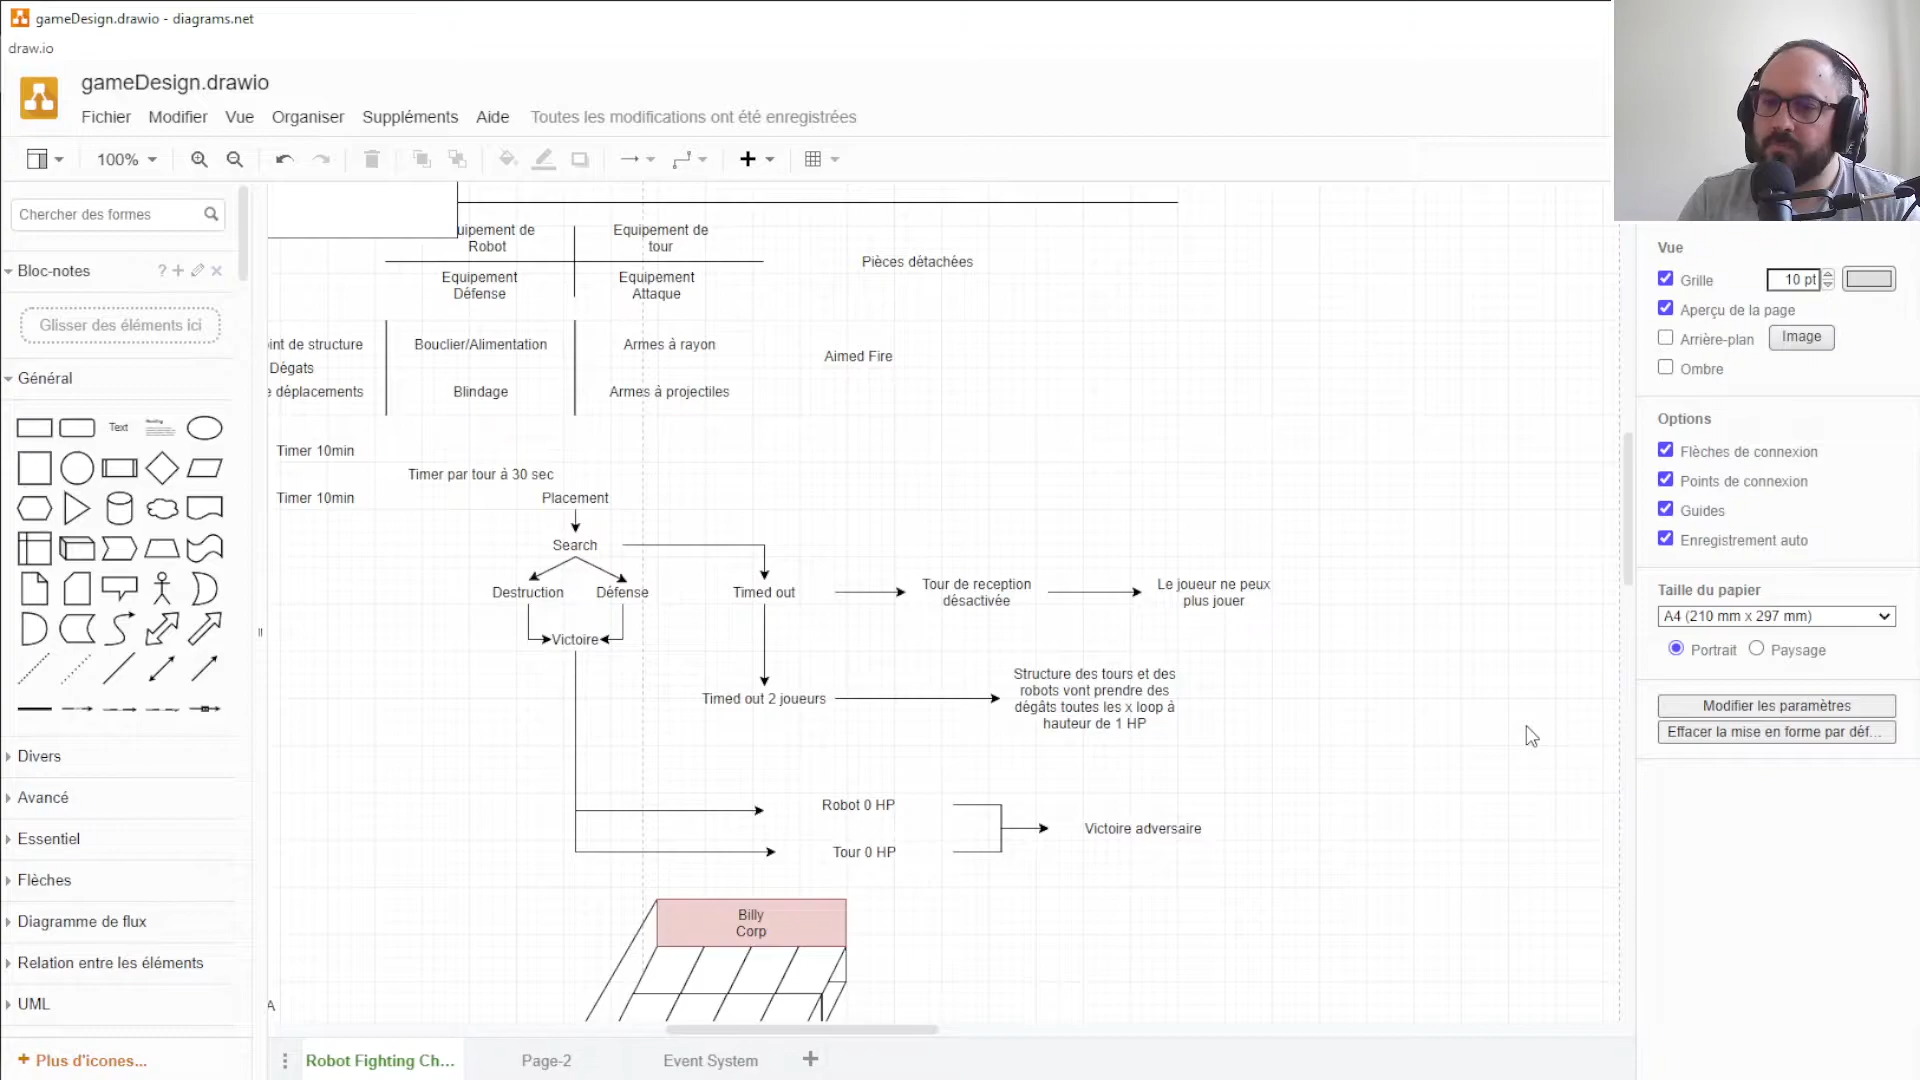 gameDesign.drawio - diagrams.net
draw.io
gameDesign.drawio
Fichier Modifier Vue Organiser Suppléments Aide Toutes les modifications ont été enregistrées
100%
Chercher des formes
Bloc-notes ?
Glisser des éléments ici
Général
Text
Heading
Divers
Avancé
Essentiel
Flèches
Diagramme de flux
Relation entre les éléments
UML
+ Plus d'icones...
uipement de
Robot
Equipement de
tour
Equipement
Défense
Equipement
Attaque
Pièces détachées
int de structure
Dégats
e déplacements
Bouclier/Alimentation
Blindage
Armes à rayon
Armes à projectiles
Aimed Fire
Timer 10min
Timer par tour à 30 sec
Timer 10min
Placement
Search
Destruction
Défense
Victoire
Timed out
Tour de reception
désactivée
Le joueur ne peux
plus jouer
Timed out 2 joueurs
Structure des tours et des
robots vont prendre des
dégâts toutes les x loop à
hauteur de 1 HP
Robot 0 HP
Tour 0 HP
Victoire adversaire
Billy
Corp
A
Robot Fighting Ch...
Page-2
Event System
Vue
Grille
10 pt
Aperçu de la page
Arrière-plan
Image
Ombre
Options
Flèches de connexion
Points de connexion
Guides
Enregistrement auto
Taille du papier
A4 (210 mm x 297 mm)
Portrait Paysage
Modifier les paramètres
Effacer la mise en forme par déf...